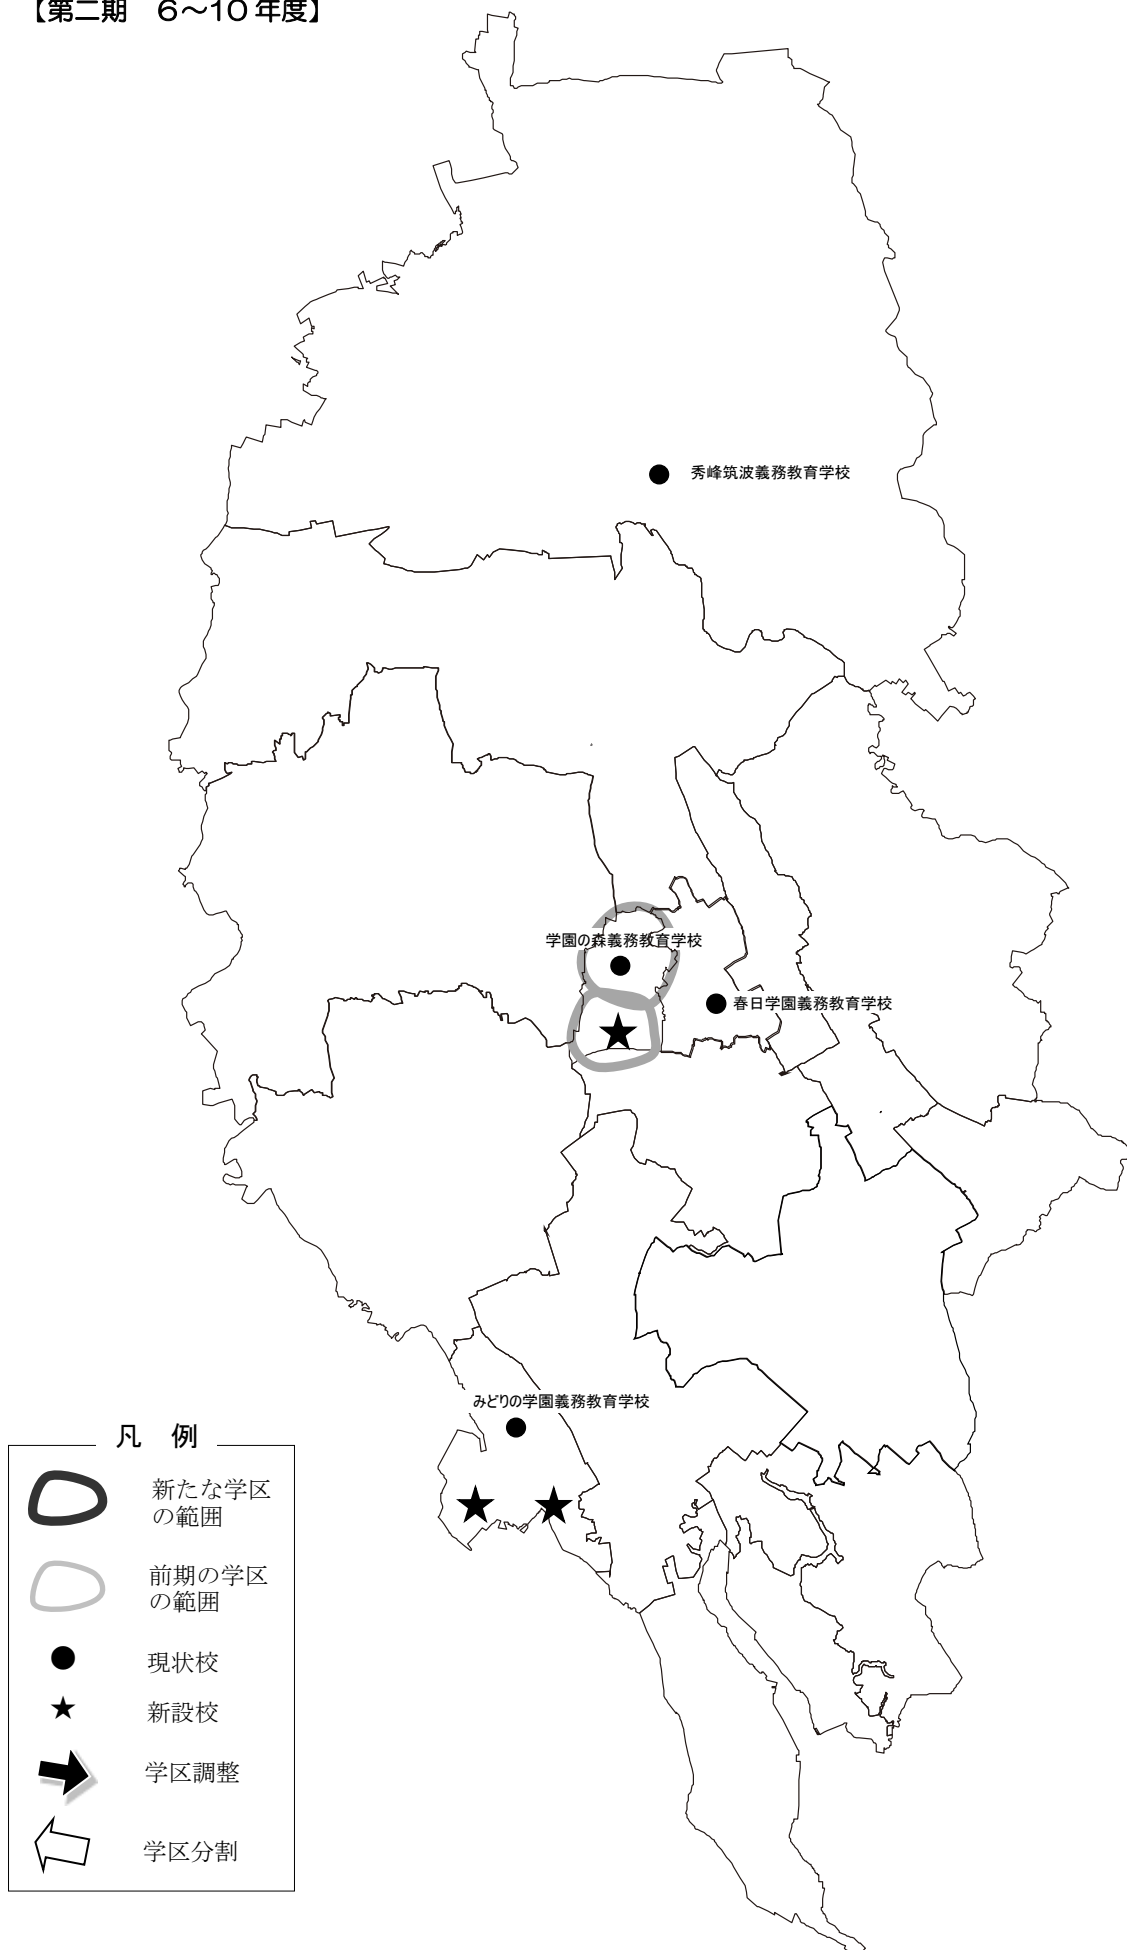 【第二期　６～10 年度】
秀峰筑波義務教育学校
学園の森義務教育学校
春日学園義務教育学校
みどりの学園義務教育学校
凡　例
新たな学区
の範囲
前期の学区
の範囲
現状校
新設校
学区調整
学区分割